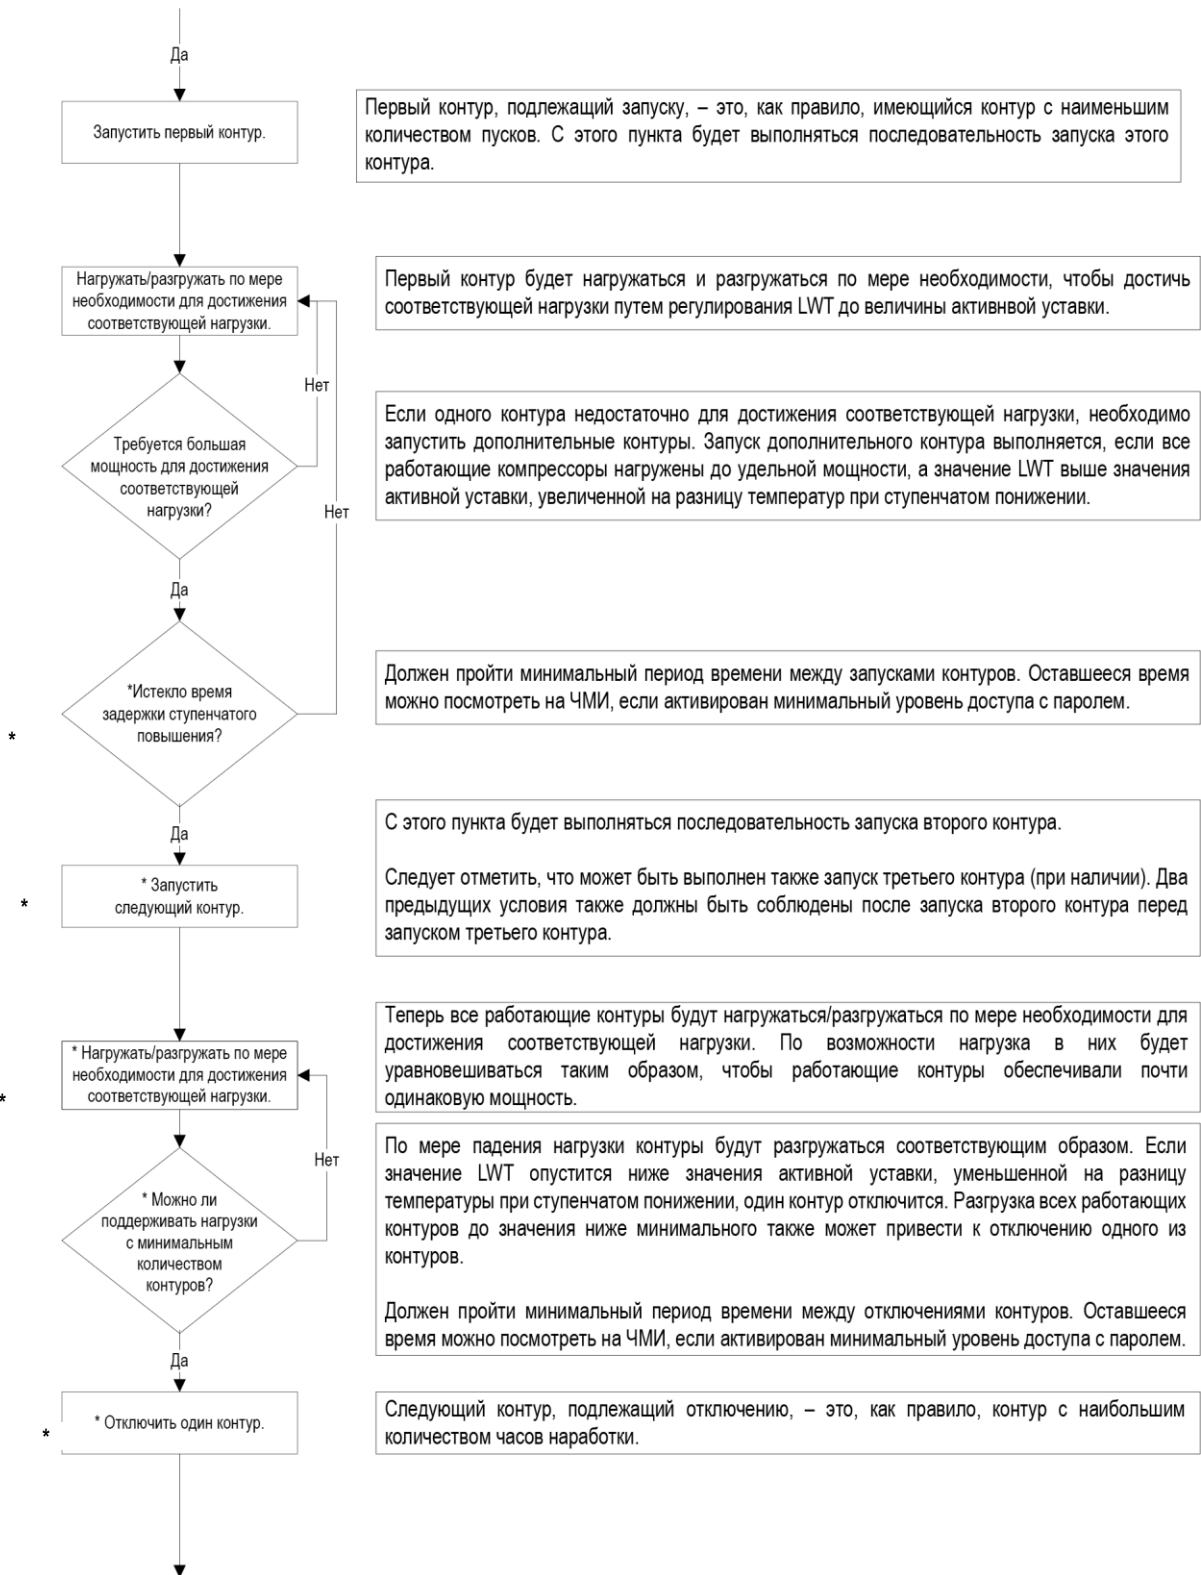 Да
Запустить первый контур.
Первый контур, подлежащий запуску, – это, как правило, имеющийся контур с наименьшим
количеством пусков. С этого пункта будет выполняться последовательность запуска этого
контура.
Нагружать/разгружать по мере
необходимости для достижения
соответствующей нагрузки.
Первый контур будет нагружаться и разгружаться по мере необходимости, чтобы достичь
соответствующей нагрузки путем регулирования LWT до величины активнвой уставки.
Нет
Требуется большая
мощность для достижения
соответствующей
нагрузки?
Если одного контура недостаточно для достижения соответствующей нагрузки, необходимо
запустить дополнительные контуры. Запуск дополнительного контура выполняется, если все
работающие компрессоры нагружены до удельной мощности, а значение LWT выше значения
активной уставки, увеличенной на разницу температур при ступенчатом понижении.
Нет
Да
*Истекло время
задержки ступенчатого
повышения?
*
Должен пройти минимальный период времени между запусками контуров. Оставшееся время
можно посмотреть на ЧМИ, если активирован минимальный уровень доступа с паролем.
Да
* Запустить
следующий контур.
*
С этого пункта будет выполняться последовательность запуска второго контура.
Следует отметить, что может быть выполнен также запуск третьего контура (при наличии). Два
предыдущих условия также должны быть соблюдены после запуска второго контура перед
запуском третьего контура.
* Нагружать/разгружать по мере
необходимости для достижения
соответствующей нагрузки.
*
Теперь все работающие контуры будут нагружаться/разгружаться по мере необходимости для
достижения соответствующей нагрузки. По возможности нагрузка в них будет
уравновешиваться таким образом, чтобы работающие контуры обеспечивали почти
одинаковую мощность.
Нет
* Можно ли
поддерживать нагрузки
с минимальным
количеством
контуров?
По мере падения нагрузки контуры будут разгружаться соответствующим образом. Если
значение LWT опустится ниже значения активной уставки, уменьшенной на разницу
температуры при ступенчатом понижении, один контур отключится. Разгрузка всех работающих
контуров до значения ниже минимального также может привести к отключению одного из
контуров.
Должен пройти минимальный период времени между отключениями контуров. Оставшееся
время можно посмотреть на ЧМИ, если активирован минимальный уровень доступа с паролем.
Да
* Отключить один контур.
*
Следующий контур, подлежащий отключению, – это, как правило, контур с наибольшим
количеством часов наработки.